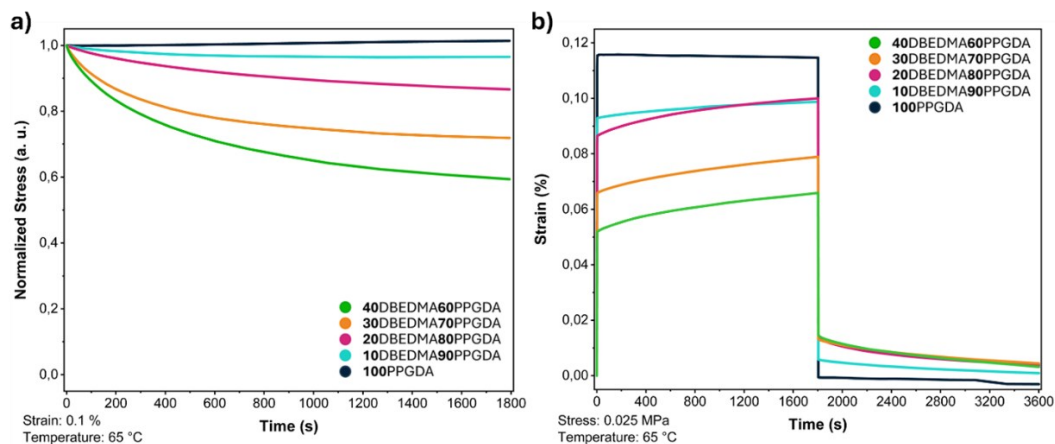 a)
1,0
0,8
0,6
0,4
0,2
0,0
Normalized Stress (a. u.)
0 200 400 600 800 1000 1200 1400 1600 1800
Time (s)
40DBEDMA60PPGDA
30DBEDMA70PPGDA
20DBEDMA80PPGDA
10DBEDMA90PPGDA
100PPGDA
Strain: 0.1 %
Temperature: 65 °C
b)
0,12
0,10
0,08
0,06
0,04
0,02
0,00
Strain (%)
0 400 800 1200 1600 2000 2400 2800 3200 3600
Time (s)
40DBEDMA60PPGDA
30DBEDMA70PPGDA
20DBEDMA80PPGDA
10DBEDMA90PPGDA
100PPGDA
Stress: 0.025 MPa
Temperature: 65 °C